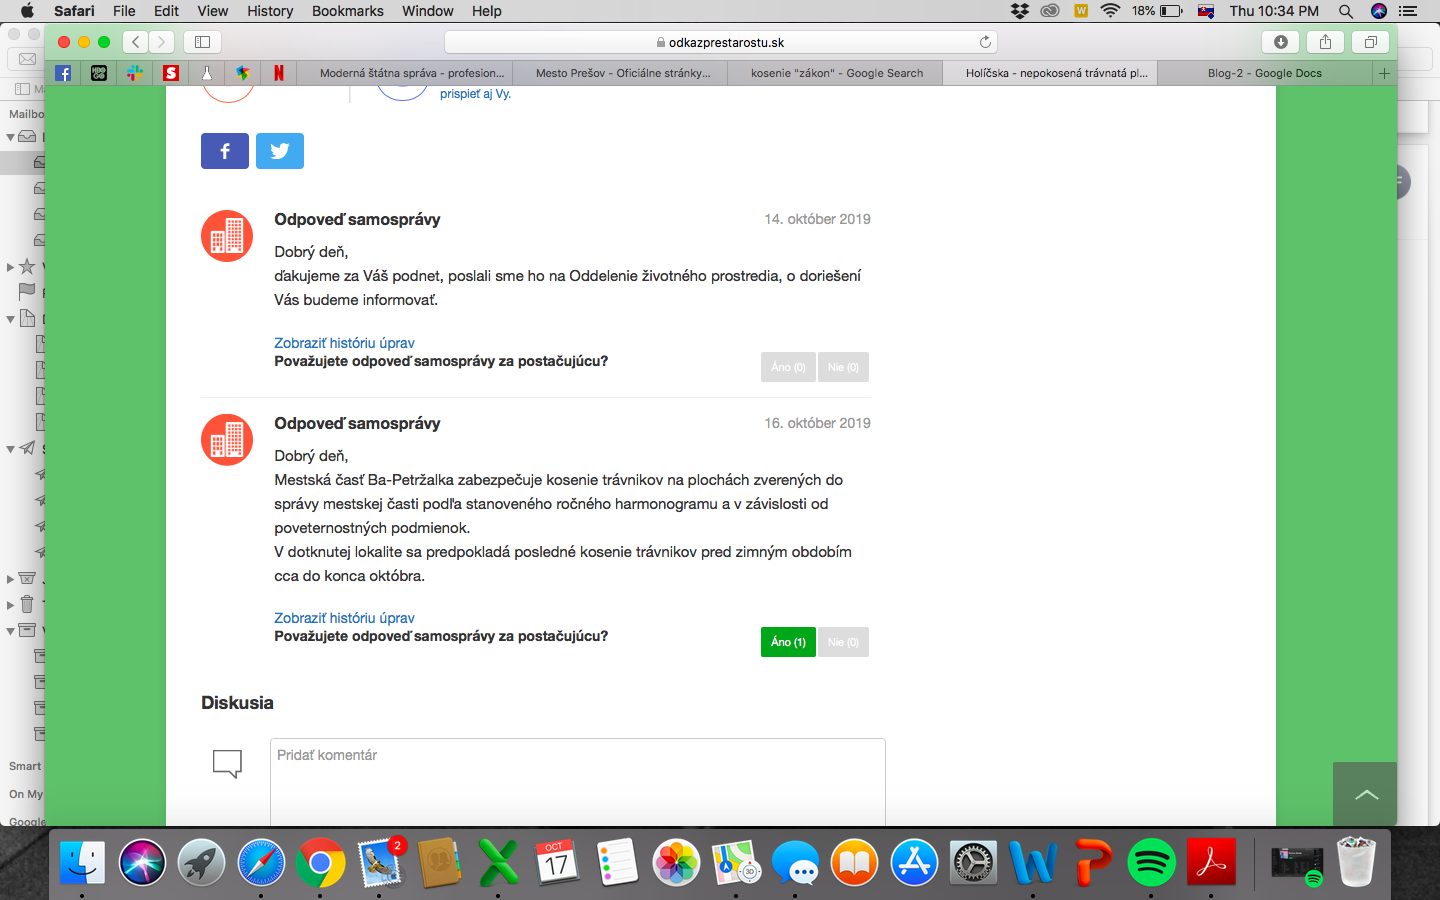 Safari File Edit View History Bookmarks Window Help
W
18%
Thu 10:34 PM
odkazprestarostu.sk
f HBO GO S N
Moderná štátna správa - profesion...
Mesto Prešov - Oficiálne stránky...
kosenie "zákon" - Google Search
Holíčska - nepokosená trávnatá pl...
Blog-2 - Google Docs
prispieť aj Vy.
Mailbo
f
Odpoveď samosprávy
14. október 2019
Dobrý deň,
ďakujeme za Váš podnet, poslali sme ho na Oddelenie životného prostredia, o doriešení
Vás budeme informovať.
Zobraziť históriu úprav
Považujete odpoveď samosprávy za postačujúcu?
Áno (0) Nie (0)
Odpoveď samosprávy
16. október 2019
Dobrý deň,
Mestská časť Ba-Petržalka zabezpečuje kosenie trávnikov na plochách zverených do
správy mestskej časti podľa stanoveného ročného harmonogramu a v závislosti od
poveternostných podmienok.
V dotknutej lokalite sa predpokladá posledné kosenie trávnikov pred zimným obdobím
cca do konca októbra.
Zobraziť históriu úprav
Považujete odpoveď samosprávy za postačujúcu?
Áno (1) Nie (0)
Diskusia
Pridať komentár
Smart
On My
Google
2
OCT
17
3D